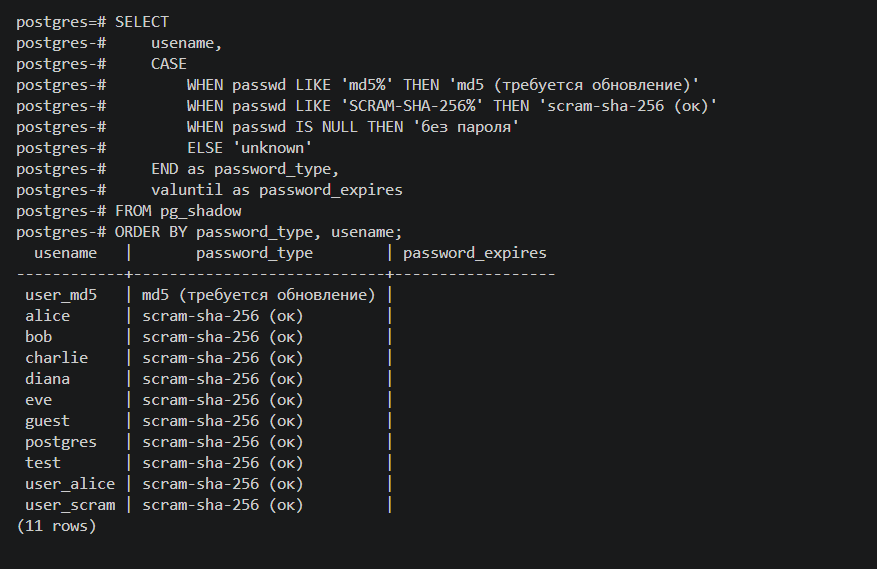 postgres=# SELECT
postgres-#     usename,
postgres-#     CASE
postgres-#         WHEN passwd LIKE 'md5%' THEN 'md5 (требуется обновление)'
postgres-#         WHEN passwd LIKE 'SCRAM-SHA-256%' THEN 'scram-sha-256 (ок)'
postgres-#         WHEN passwd IS NULL THEN 'без пароля'
postgres-#         ELSE 'unknown'
postgres-#     END as password_type,
postgres-#     valuntil as password_expires
postgres-# FROM pg_shadow
postgres-# ORDER BY password_type, usename;
  usename   |       password_type        | password_expires
------------+----------------------------+------------------
 user_md5   | md5 (требуется обновление) |
 alice      | scram-sha-256 (ок)         |
 bob        | scram-sha-256 (ок)         |
 charlie    | scram-sha-256 (ок)         |
 diana      | scram-sha-256 (ок)         |
 eve        | scram-sha-256 (ок)         |
 guest      | scram-sha-256 (ок)         |
 postgres   | scram-sha-256 (ок)         |
 test       | scram-sha-256 (ок)         |
 user_alice | scram-sha-256 (ок)         |
 user_scram | scram-sha-256 (ок)         |
(11 rows)